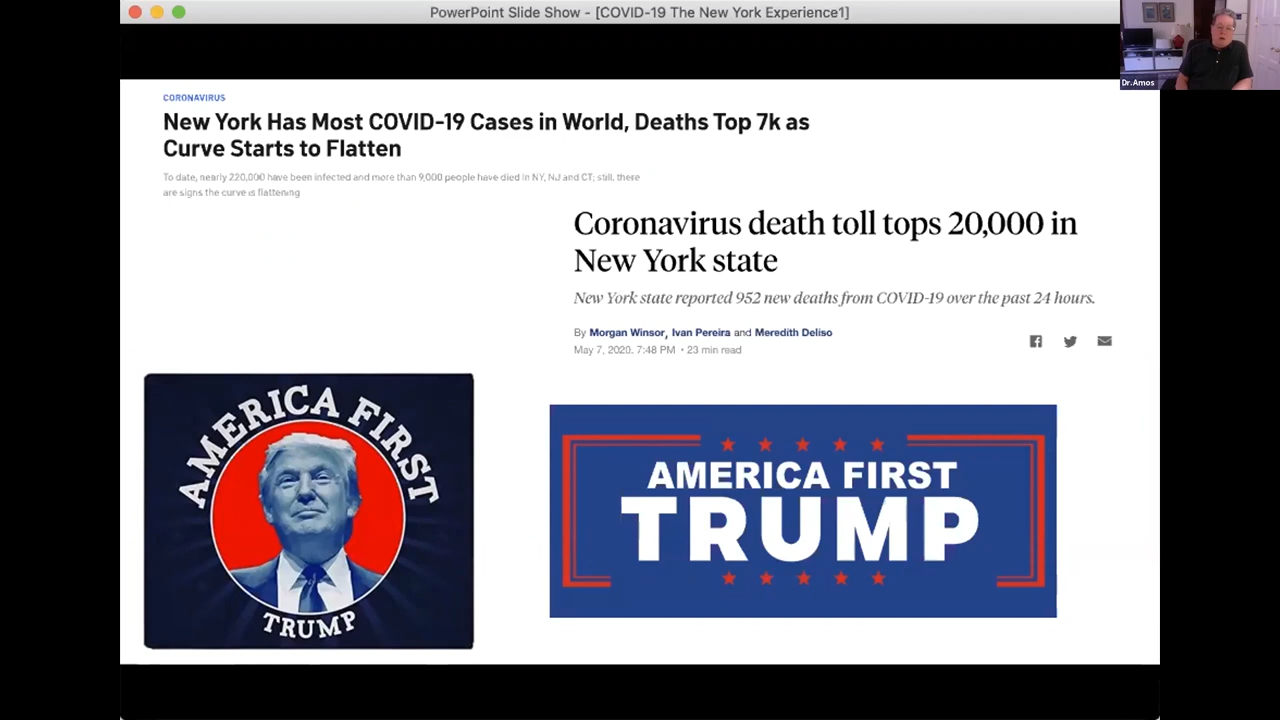 PowerPoint Slide Show - [COVID-19 The New York Experience1]
Dr.Amos
CORONAVIRUS
New York Has Most COVID-19 Cases in World, Deaths Top 7k as
Curve Starts to Flatten
To date, nearly 220,000 have been infected and more than 9,000 people have died in NY, NJ and CT; still, there
are signs the curve is flattening
Coronavirus death toll tops 20,000 in
New York state
New York state reported 952 new deaths from COVID-19 over the past 24 hours.
By Morgan Winsor, Ivan Pereira and Meredith Deliso
May 7, 2020, 7:48 PM • 23 min read
AMERICA FIRST
TRUMP
AMERICA FIRST
TRUMP